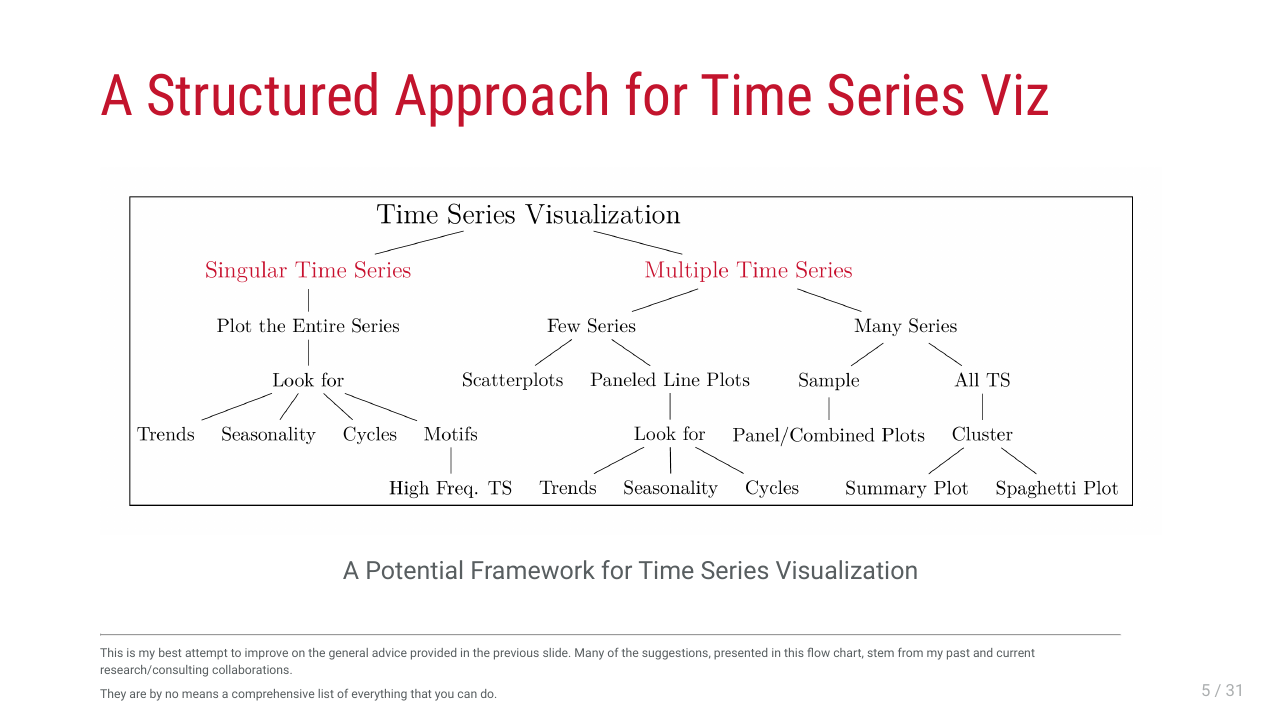 A Structured Approach for Time Series Viz
Time Series Visualization
Singular Time Series
Multiple Time Series
Plot the Entire Series
Few Series
Many Series
Look for
Scatterplots
Paneled Line Plots
Sample
All TS
Trends
Seasonality
Cycles
Motifs
Look for
Panel/Combined Plots
Cluster
High Freq. TS
Trends
Seasonality
Cycles
Summary Plot
Spaghetti Plot
A Potential Framework for Time Series Visualization
This is my best attempt to improve on the general advice provided in the previous slide. Many of the suggestions, presented in this flow chart, stem from my past and current
research/consulting collaborations.
They are by no means a comprehensive list of everything that you can do.
5 / 31